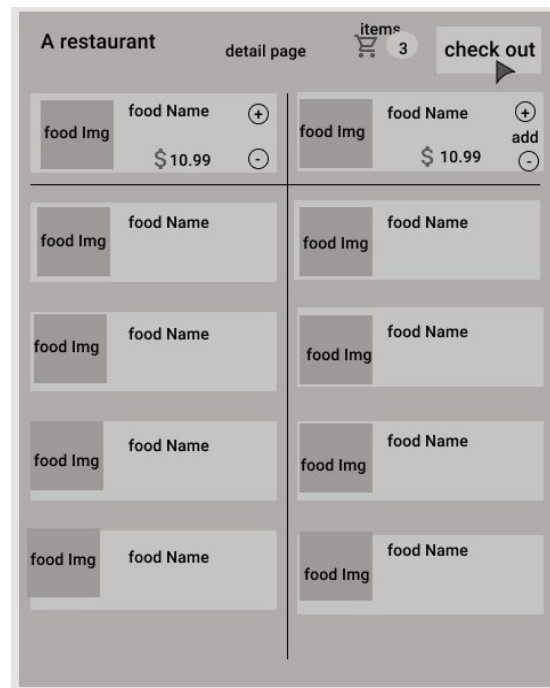 A restaurant
detail page
items
3
check out
food Img
food Name
+
$ 10.99
-
food Img
food Name
+
add
$ 10.99
-
food Img
food Name
food Img
food Name
food Img
food Name
food Img
food Name
food Img
food Name
food Img
food Name
food Img
food Name
food Img
food Name